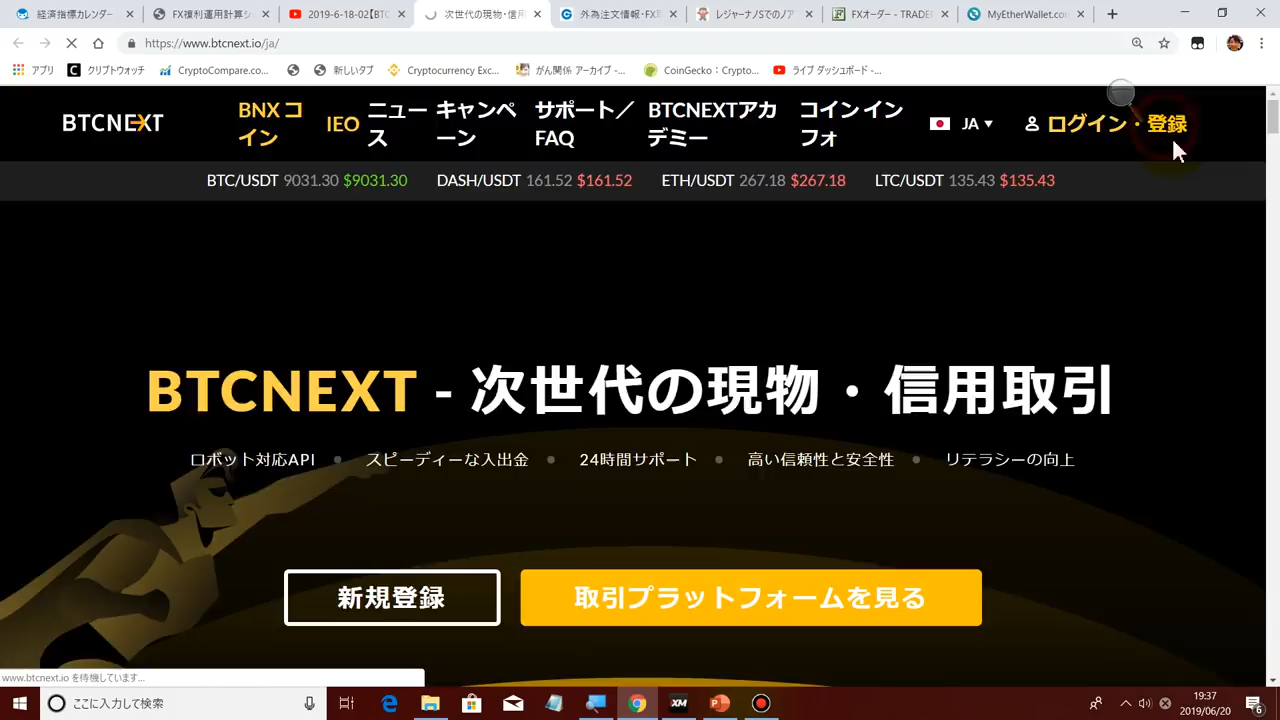 経済指標カレンダー
FX複利運用計算シ
2019-6-18-02【BTC
次世代の現物・信用
外為注文情報・FX
レジャーナノSでのノア
FXオーダー - TRADE
MyEtherWallet.com
https://www.btcnext.io/ja/
アプリ
クリプトウォッチ
CryptoCompare.co...
新しいタブ
Cryptocurrency Exc...
がん関係 アーカイブ -...
CoinGecko：Cryptoc...
ライブ ダッシュボード -...
BTCNEXT
BNX コ
イン
IEO
ニュー
ス
キャンペ
ーン
サポート／
FAQ
BTCNEXTアカ
デミー
コイン イン
フォ
JA
ログイン・登録
BTC/USDT 9031.30 $9031.30
DASH/USDT 161.52 $161.52
ETH/USDT 267.18 $267.18
LTC/USDT 135.43 $135.43
BTCNEXT - 次世代の現物・信用取引
ロボット対応API ● スピーディーな入出金 ● 24時間サポート ● 高い信頼性と安全性 ● リテラシーの向上
新規登録
取引プラットフォームを見る
www.btcnext.io を待機しています...
ここに入力して検索
XM
19:37
2019/06/20
6